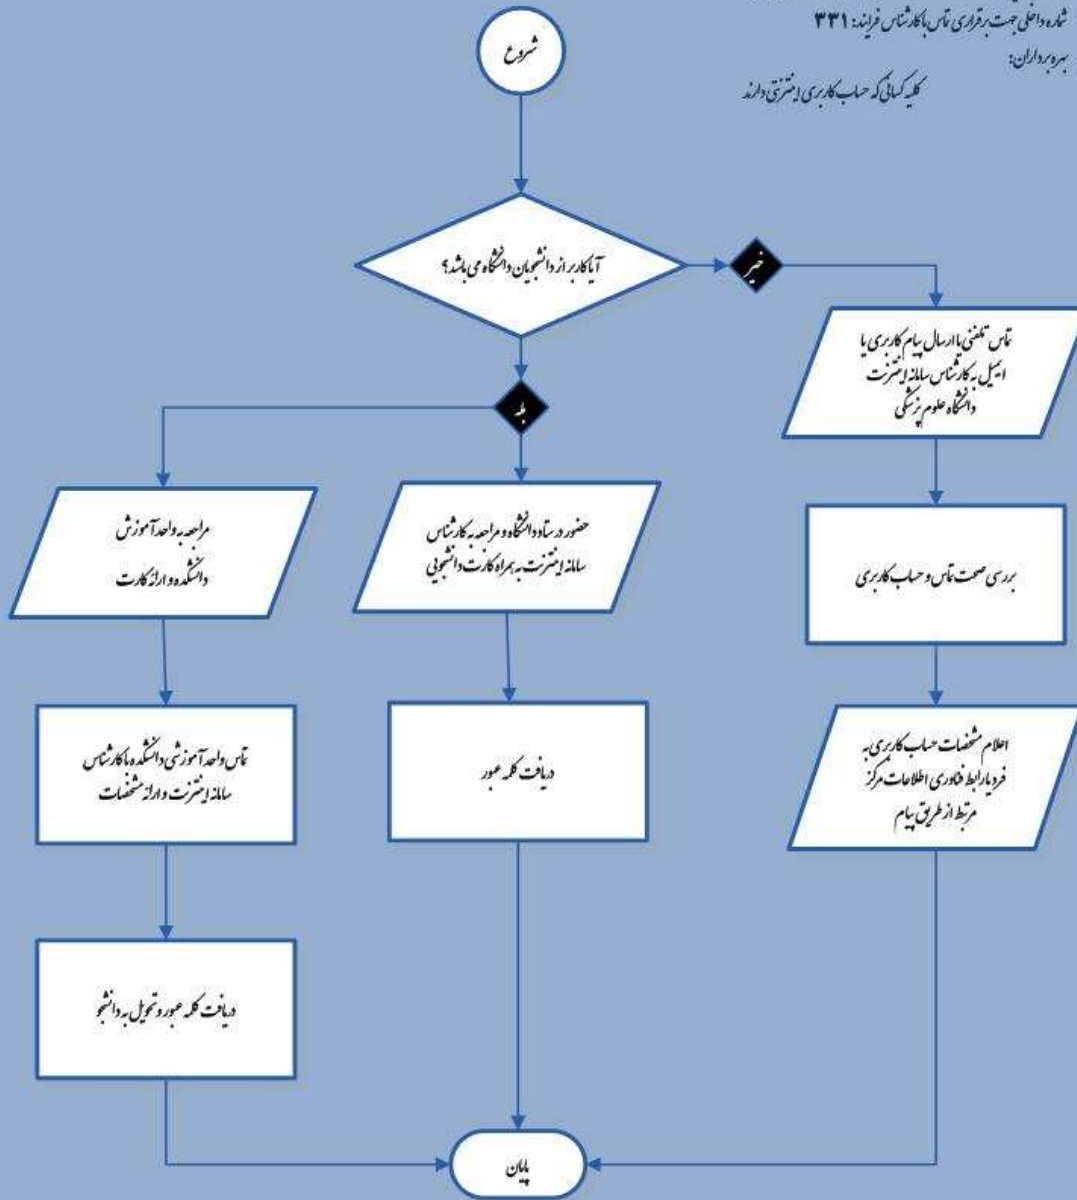 شماره داخلی جهت برقراری تماس با کارشناس فرایند: ۳۳۱
بهره برداران:
کلیه کسانی که حساب کاربری اینترنتی دارند
شروع
آیا کاربر از دانشجویان دانشگاه می باشد؟
خیر
تماس تلفنی یا ارسال پیام کاربری یا
ایمیل به کارشناس سامانه اینترنت
دانشگاه علوم پزشکی
بررسی صحت تماس و حساب کاربری
اعلام مشخصات حساب کاربری به
فرد یا رابط فناوری اطلاعات مرکز
مرتبط از طریق پیام
بله
حضور در ستاد دانشگاه و مراجعه به کارشناس
سامانه اینترنت به همراه کارت دانشجویی
دریافت کلمه عبور
مراجعه به واحد آموزش
دانشکده و ارائه کارت
تماس واحد آموزشی دانشکده با کارشناس
سامانه اینترنت و ارائه مشخصات
دریافت کلمه عبور و تحویل به دانشجو
پایان